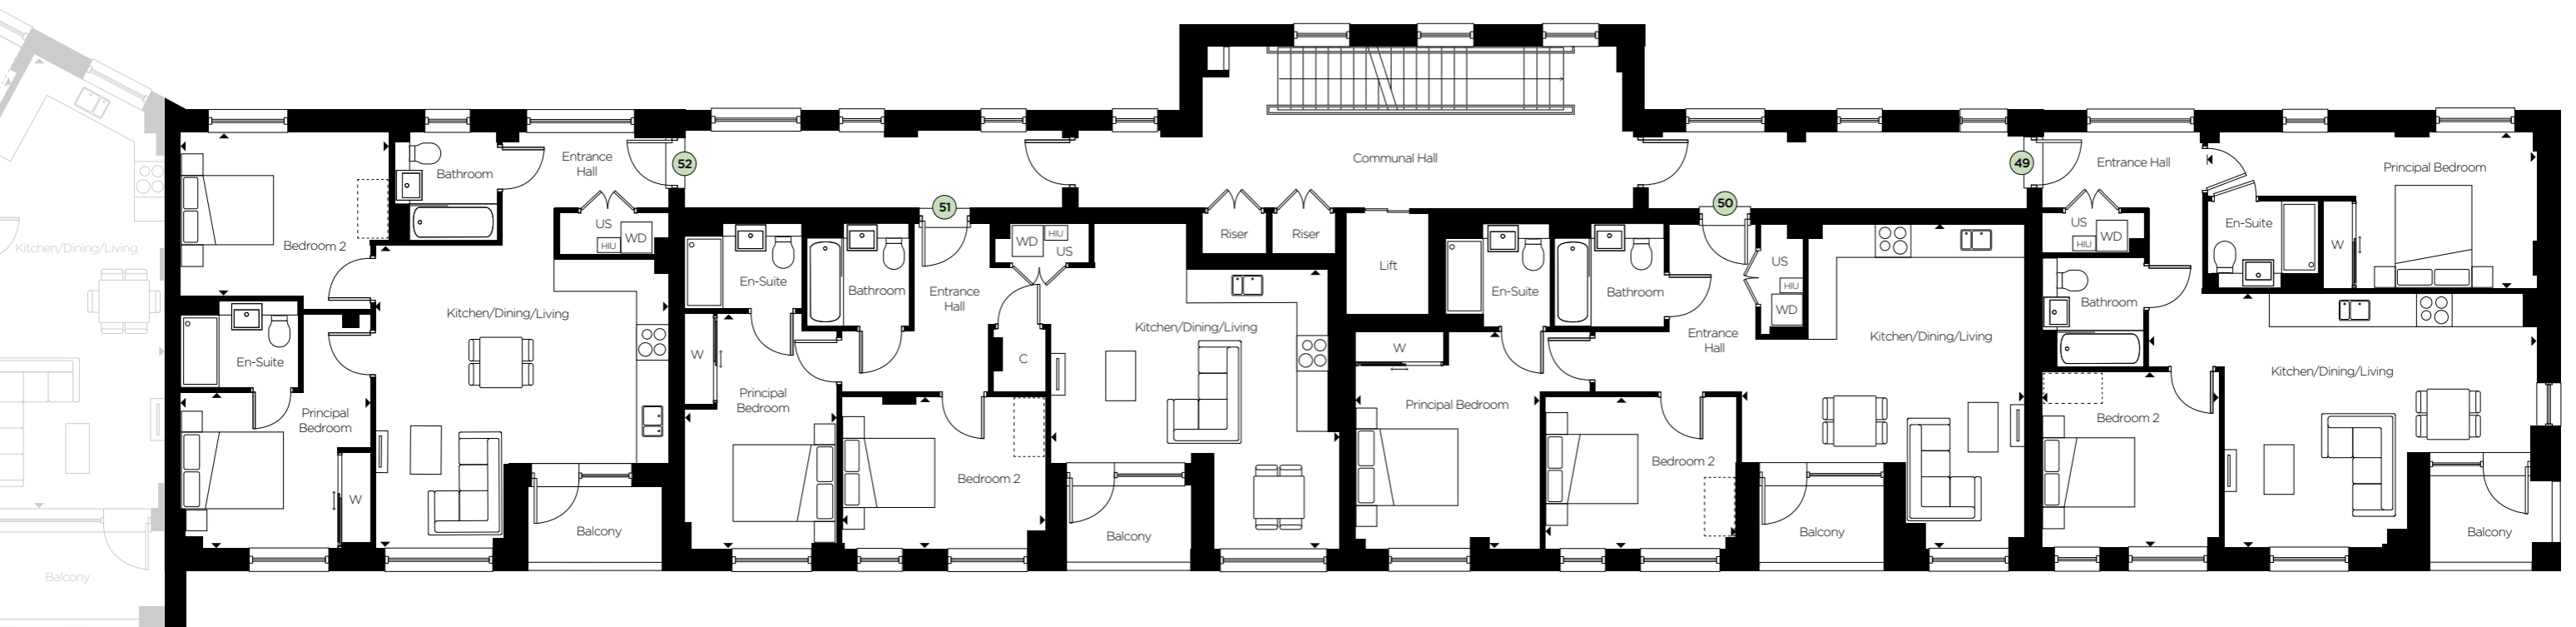 Kitchen/Dining/Living
Balcony
52
Bedroom 2
Bathroom
Entrance
Hall
US
HIU
WD
En-Suite
Principal
Bedroom
W
Kitchen/Dining/Living
Balcony
51
En-Suite
Bathroom
Entrance
Hall
WD
HIU
US
W
C
Principal
Bedroom
Bedroom 2
Kitchen/Dining/Living
Balcony
Communal Hall
Riser
Riser
Lift
50
En-Suite
Bathroom
Entrance
Hall
US
HIU
WD
W
Principal Bedroom
Bedroom 2
Kitchen/Dining/Living
Balcony
49
Entrance Hall
US
HIU
WD
Bathroom
En-Suite
W
Principal Bedroom
Bedroom 2
Kitchen/Dining/Living
Balcony